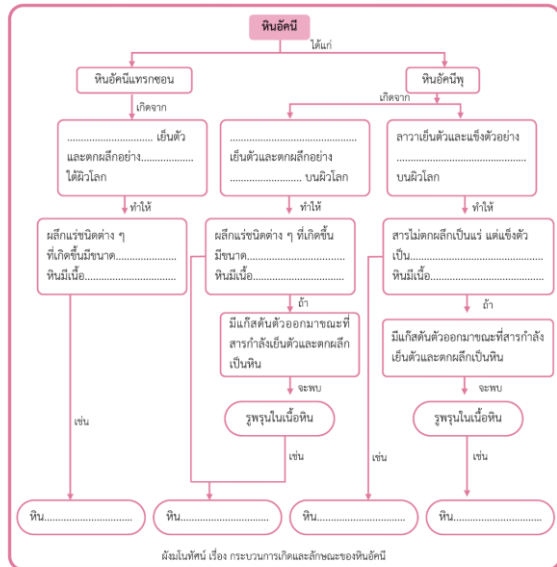 หินอัคนี
ได้แก่
หินอัคนีแทรกซอน
หินอัคนีพุ
เกิดจาก
เกิดจาก
............................ เย็นตัว
และตกผลึกอย่าง.................
ใต้ผิวโลก
.........................................
เย็นตัวและตกผลึกอย่าง
....................... บนผิวโลก
ลาวาเย็นตัวและแข็งตัวอย่าง
.........................................
บนผิวโลก
ทำให้
ทำให้
ทำให้
ผลึกแร่ชนิดต่าง ๆ
ที่เกิดขึ้นมีขนาด....................
หินมีเนื้อ.............................
ผลึกแร่ชนิดต่าง ๆ ที่เกิดขึ้น
มีขนาด...........................
หินมีเนื้อ........................
สารไม่ตกผลึกเป็นแร่ แต่แข็งตัว
เป็น...................................
หินมีเนื้อ...........................
ถ้า
ถ้า
มีแก๊สดันตัวออกมาขณะที่
สารกำลังเย็นตัวและตกผลึก
เป็นหิน
มีแก๊สดันตัวออกมาขณะที่สารกำลัง
เย็นตัวและตกผลึกเป็นหิน
จะพบ
จะพบ
รูพรุนในเนื้อหิน
รูพรุนในเนื้อหิน
เช่น
เช่น
เช่น
เช่น
หิน.............................
หิน.............................
หิน.............................
หิน............................
ผังมโนทัศน์ เรื่อง กระบวนการเกิดและลักษณะของหินอัคนี